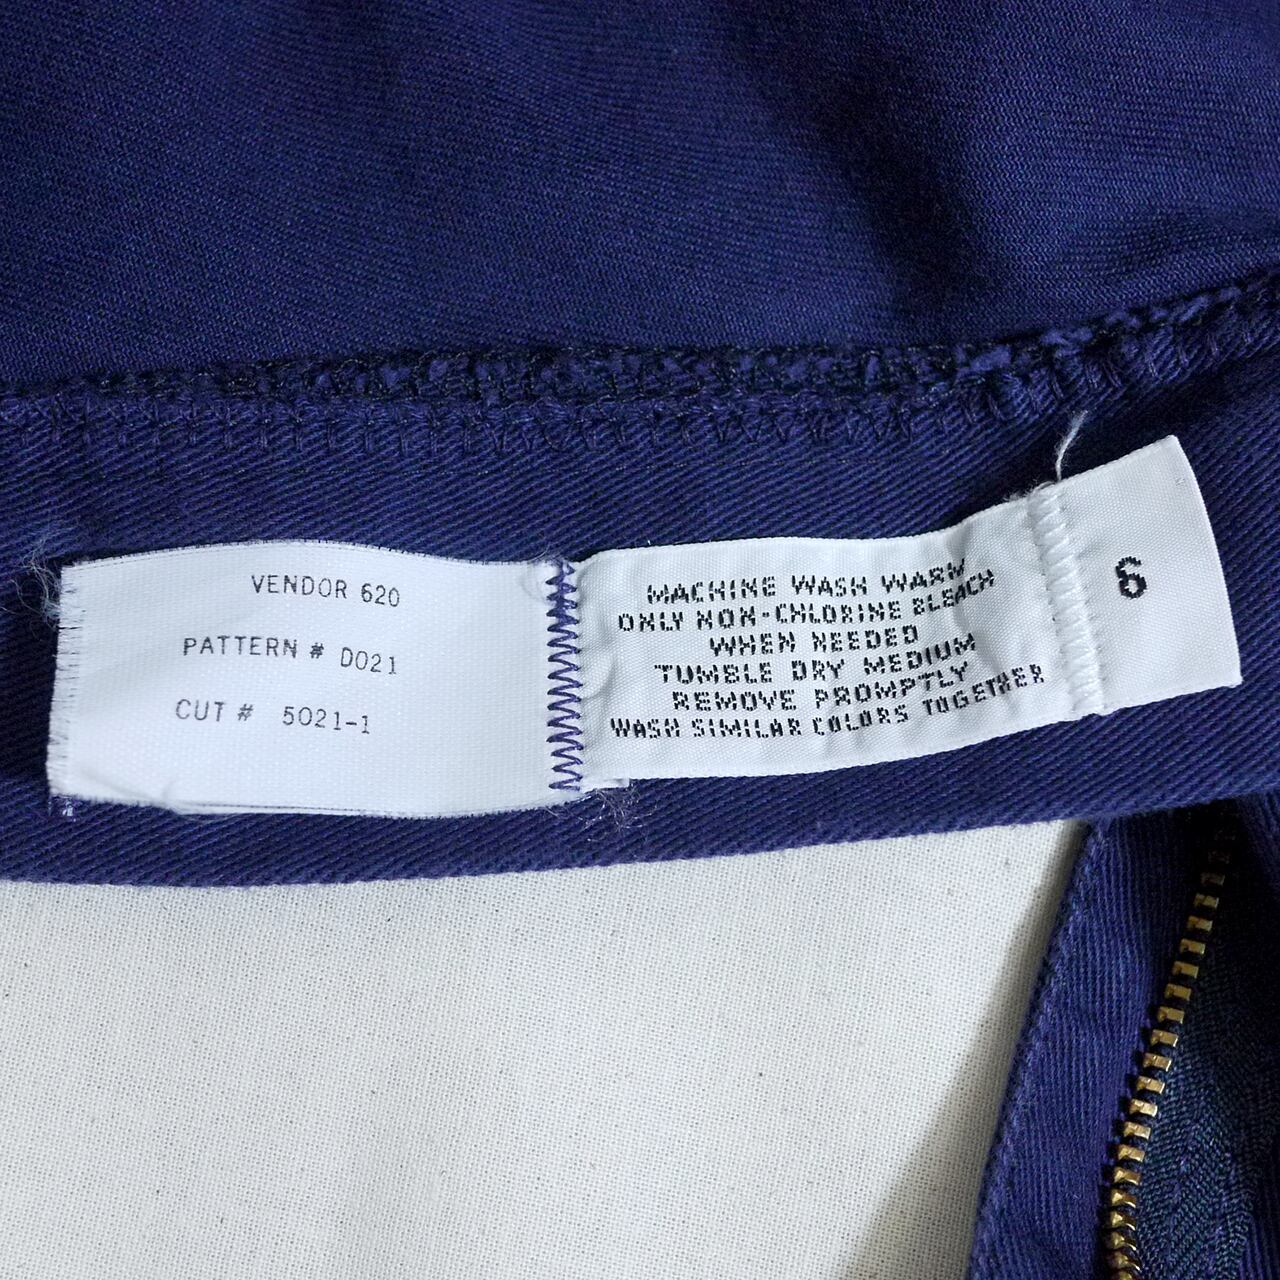 VENDOR 620
PATTERN # D021
CUT # 5021-1
MACHINE WASH WARM
ONLY NON-CHLORINE BLEACH
WHEN NEEDED
TUMBLE DRY MEDIUM
REMOVE PROMPTLY
WASH SIMILAR COLORS TOGETHER
6